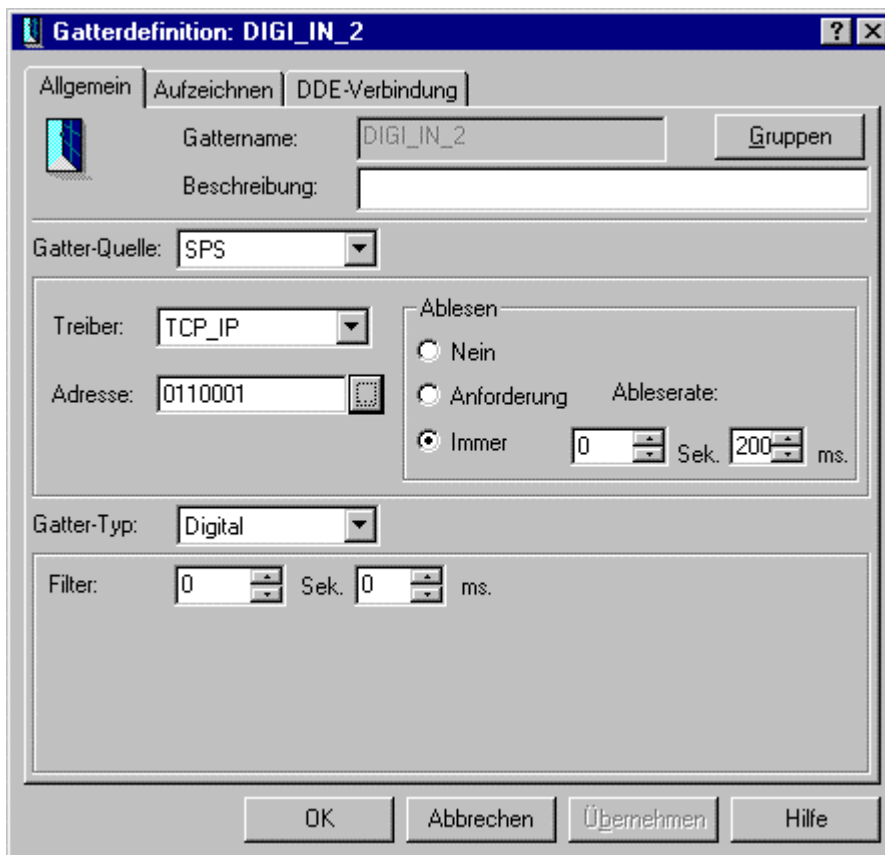 Gatterdefinition: DIGI_IN_2
Allgemein Aufzeichnen DDE-Verbindung
Gattername: DIGI_IN_2 Gruppen
Beschreibung:
Gatter-Quelle: SPS
Treiber: TCP_IP
Adresse: 0110001
Ablesen
Nein
Anforderung Ableserate:
Immer 0 Sek. 200 ms.
Gatter-Typ: Digital
Filter: 0 Sek. 0 ms.
OK Abbrechen Übernehmen Hilfe